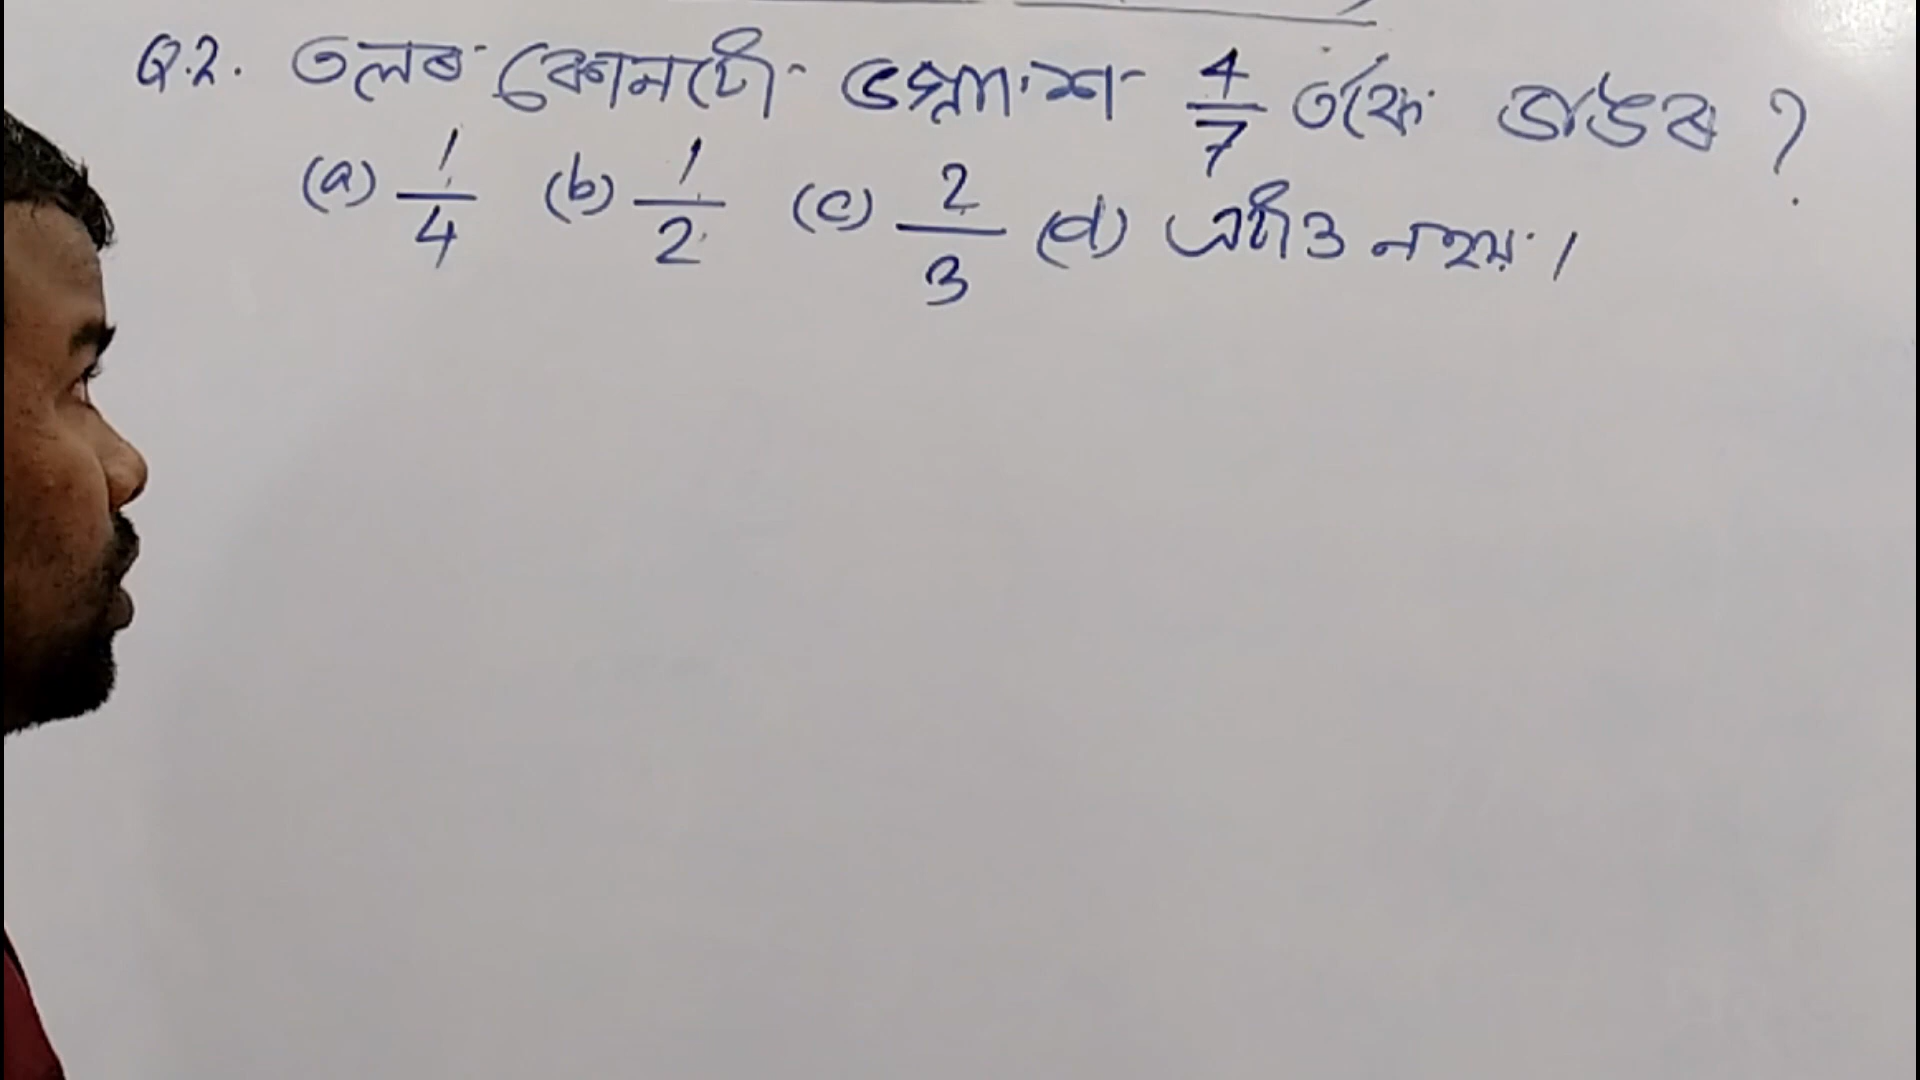 Q.2. তলৰ কোনটো ভগ্নাংশ 4/7 তকৈ ডাঙৰ ?
(a) 1/4 (b) 1/2 (c) 2/3 (d) এটাও নহয়।